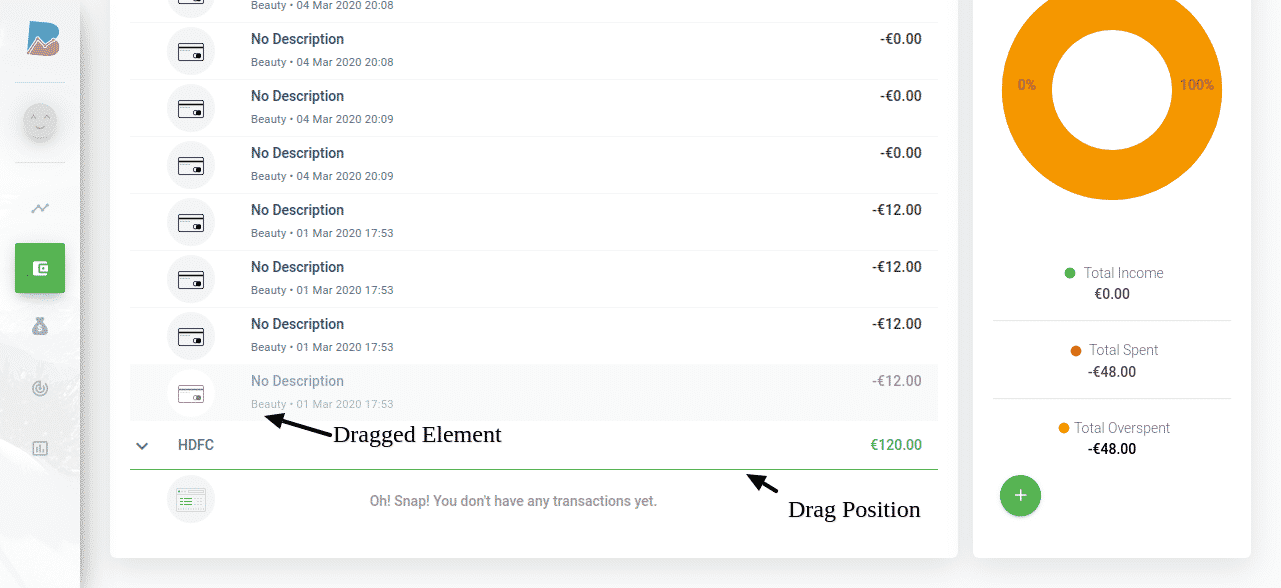 Beauty • 04 Mar 2020 20:08
No Description
-€0.00
Beauty • 04 Mar 2020 20:08
No Description
-€0.00
Beauty • 04 Mar 2020 20:09
No Description
-€0.00
Beauty • 04 Mar 2020 20:09
No Description
-€12.00
Beauty • 01 Mar 2020 17:53
No Description
-€12.00
Beauty • 01 Mar 2020 17:53
No Description
-€12.00
Beauty • 01 Mar 2020 17:53
No Description
-€12.00
Beauty • 01 Mar 2020 17:53
Dragged Element
HDFC
€120.00
Oh! Snap! You don't have any transactions yet.
Drag Position
0%
100%
Total Income
€0.00
Total Spent
-€48.00
Total Overspent
-€48.00